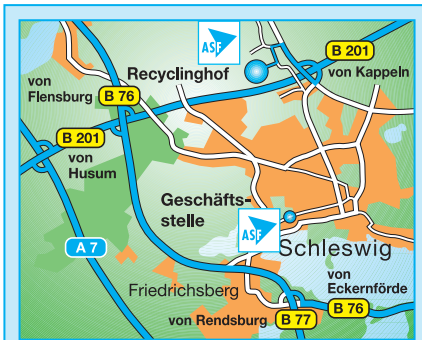 ASF
B 201
Recyclinghof
von Kappeln
von
Flensburg
B 76
B 201
von
Husum
Geschäfts-
stelle
A 7
ASF
Schleswig
von
Eckernförde
Friedrichsberg
B 76
von Rendsburg
B 77